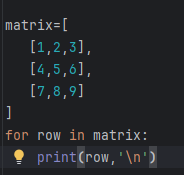 matrix=[
    [1,2,3],
    [4,5,6],
    [7,8,9]
]
for row in matrix:
    print(row,'\n')